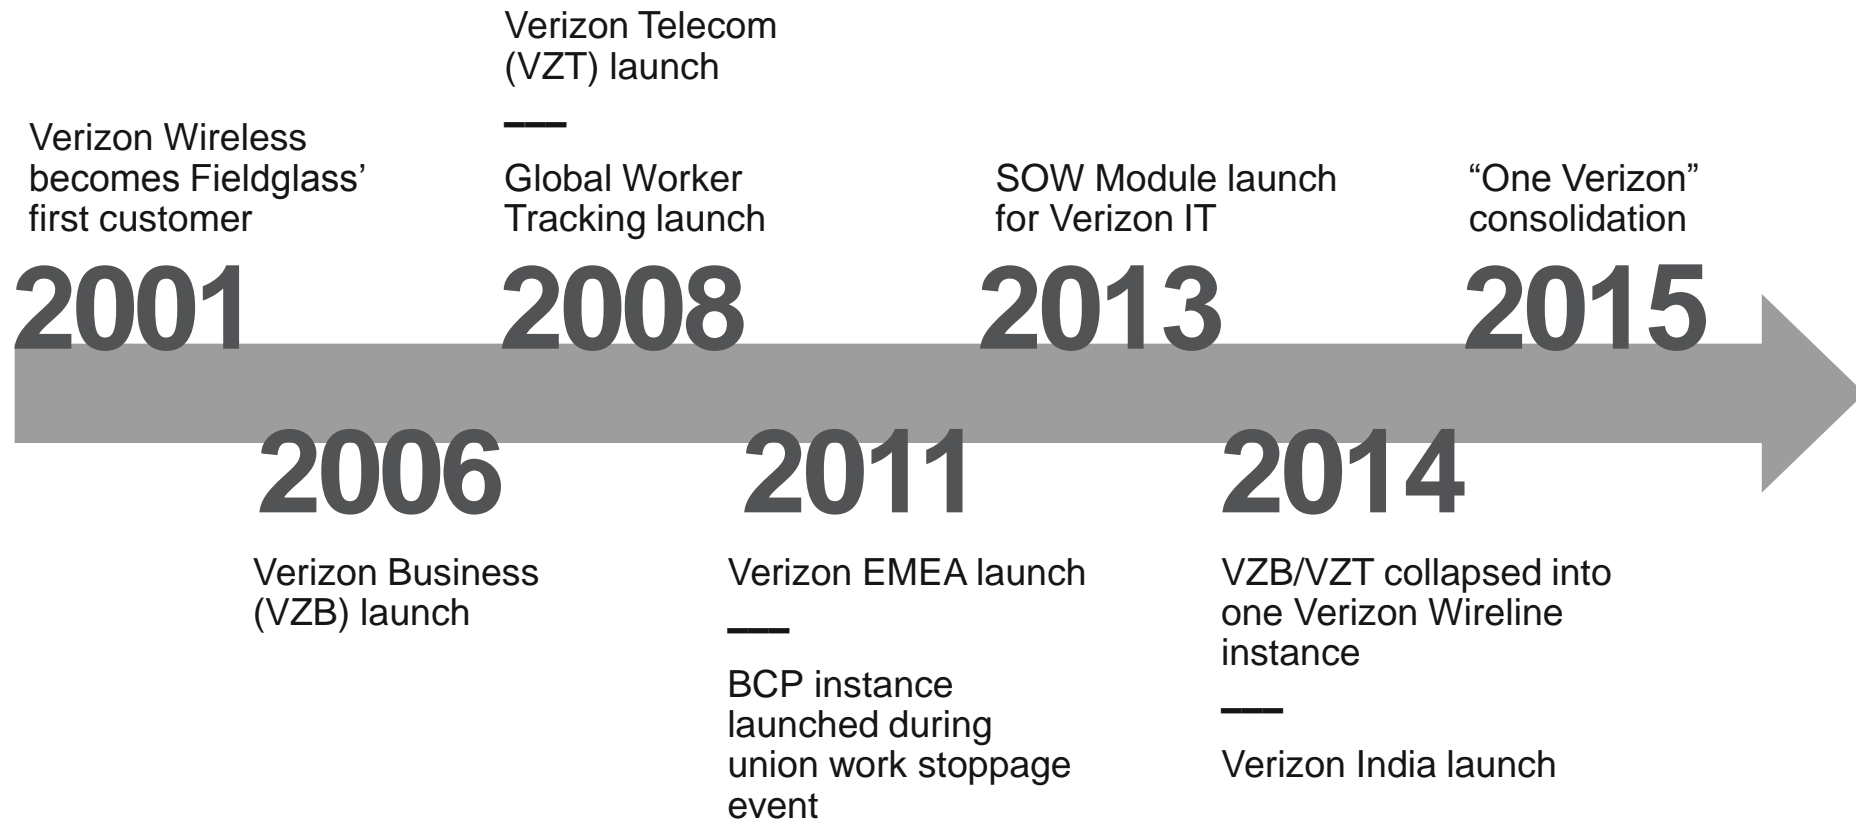 Verizon Wireless
becomes Fieldglass’
first customer
2001
Verizon Business
(VZB) launch
2006
Verizon Telecom
(VZT) launch
Global Worker
Tracking launch
2008
2011
Verizon EMEA launch
BCP instance
launched during
union work stoppage
event
SOW Module launch
for Verizon IT
2013
2014
VZB/VZT collapsed into
one Verizon Wireline
instance
Verizon India launch
“One Verizon”
consolidation
2015